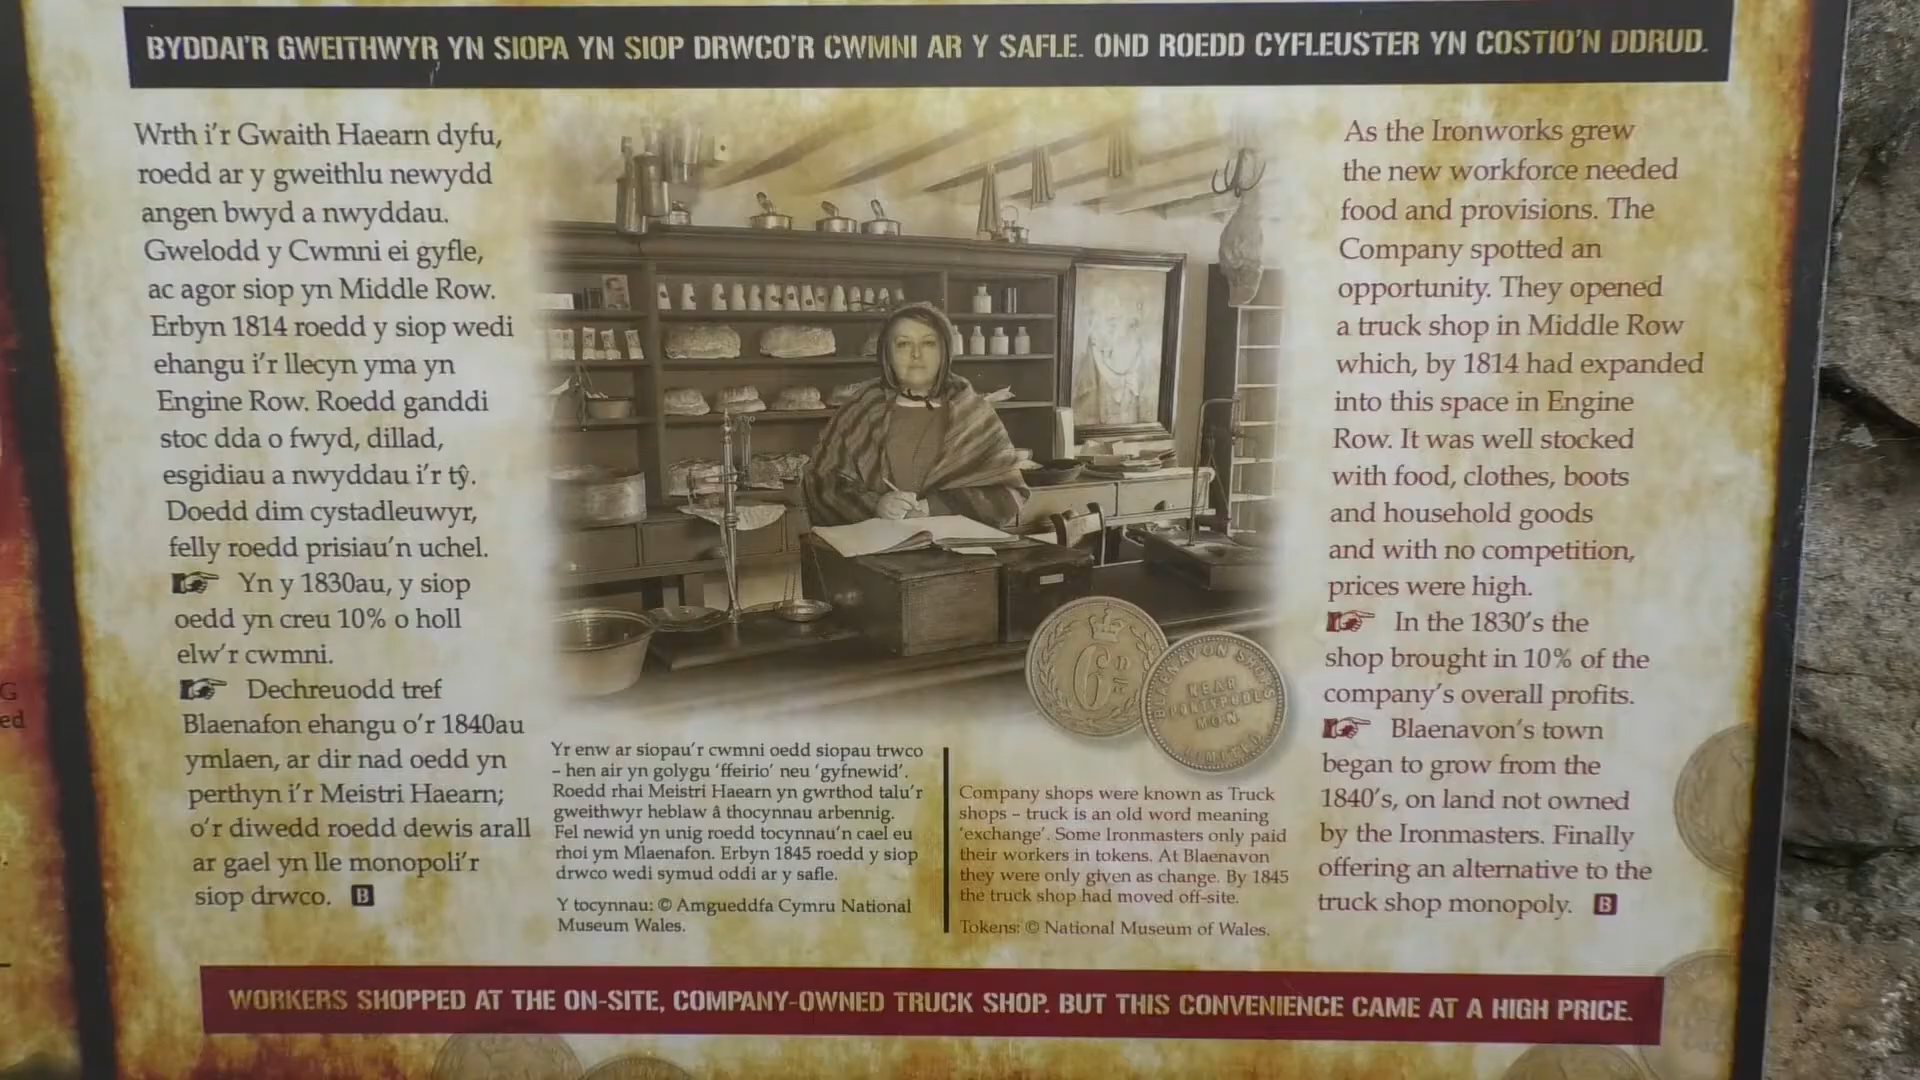 BYDDAI'R GWEITHWYR YN SIOPA YN SIOP DRWCO'R CWMNI AR Y SAFLE. OND ROEDD CYFLEUSTER YN COSTIO'N DDRUD.
Wrth i'r Gwaith Haearn dyfu,
roedd ar y gweithlu newydd
angen bwyd a nwyddau.
Gwelodd y Cwmni ei gyfle,
ac agor siop yn Middle Row.
Erbyn 1814 roedd y siop wedi
ehangu i'r llecyn yma yn
Engine Row. Roedd ganddi
stoc dda o fwyd, dillad,
esgidiau a nwyddau i'r tŷ.
Doedd dim cystadleuwyr,
felly roedd prisiau'n uchel.
Yn y 1830au, y siop
oedd yn creu 10% o holl
elw'r cwmni.
Dechreuodd tref
Blaenafon ehangu o'r 1840au
ymlaen, ar dir nad oedd yn
perthyn i'r Meistri Haearn;
o'r diwedd roedd dewis arall
ar gael yn lle monopoli'r
siop drwco. B
Yr enw ar siopau'r cwmni oedd siopau trwco
– hen air yn golygu 'ffeirio' neu 'gyfnewid'.
Roedd rhai Meistri Haearn yn gwrthod talu'r
gweithwyr heblaw â thocynnau arbennig.
Fel newid yn unig roedd tocynnau'n cael eu
rhoi ym Mlaenafon. Erbyn 1845 roedd y siop
drwco wedi symud oddi ar y safle.
Y tocynnau: © Amgueddfa Cymru National
Museum Wales.
6D
BLAENAVON SHOPS
NEAR
PONTYPOOL
MON.
LIMITED
Company shops were known as Truck
shops – truck is an old word meaning
'exchange'. Some Ironmasters only paid
their workers in tokens. At Blaenavon
they were only given as change. By 1845
the truck shop had moved off-site.
Tokens: © National Museum of Wales.
As the Ironworks grew
the new workforce needed
food and provisions. The
Company spotted an
opportunity. They opened
a truck shop in Middle Row
which, by 1814 had expanded
into this space in Engine
Row. It was well stocked
with food, clothes, boots
and household goods
and with no competition,
prices were high.
In the 1830's the
shop brought in 10% of the
company's overall profits.
Blaenavon's town
began to grow from the
1840's, on land not owned
by the Ironmasters. Finally
offering an alternative to the
truck shop monopoly. B
WORKERS SHOPPED AT THE ON-SITE, COMPANY-OWNED TRUCK SHOP. BUT THIS CONVENIENCE CAME AT A HIGH PRICE.